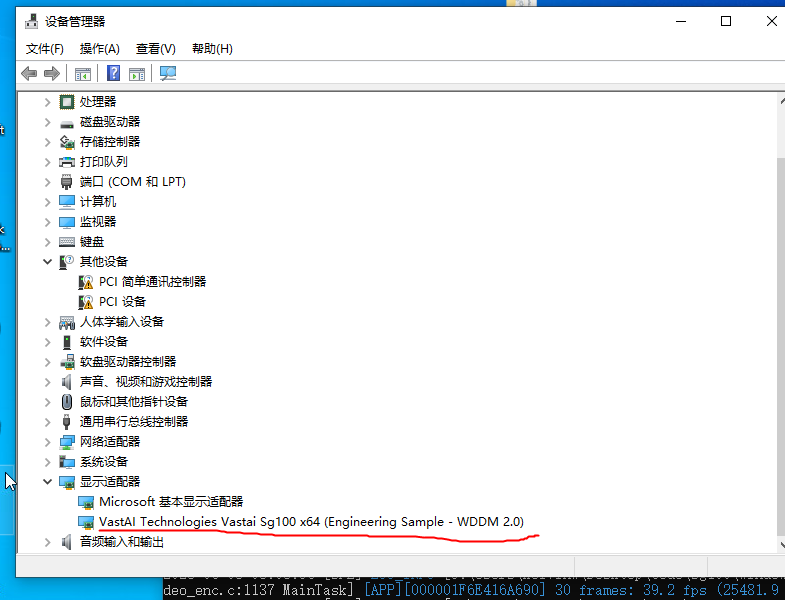 设备管理器
文件(F) 操作(A) 查看(V) 帮助(H)
处理器
磁盘驱动器
存储控制器
打印队列
端口 (COM 和 LPT)
计算机
监视器
键盘
其他设备
PCI 简单通讯控制器
PCI 设备
人体学输入设备
软件设备
软盘驱动器控制器
声音、视频和游戏控制器
鼠标和其他指针设备
通用串行总线控制器
网络适配器
系统设备
显示适配器
Microsoft 基本显示适配器
VastAI Technologies Vastai Sg100 x64 (Engineering Sample - WDDM 2.0)
音频输入和输出
deo_enc.c:1137 MainTask] [APP][000001F6E416A690] 30 frames: 39.2 fps (25481.9